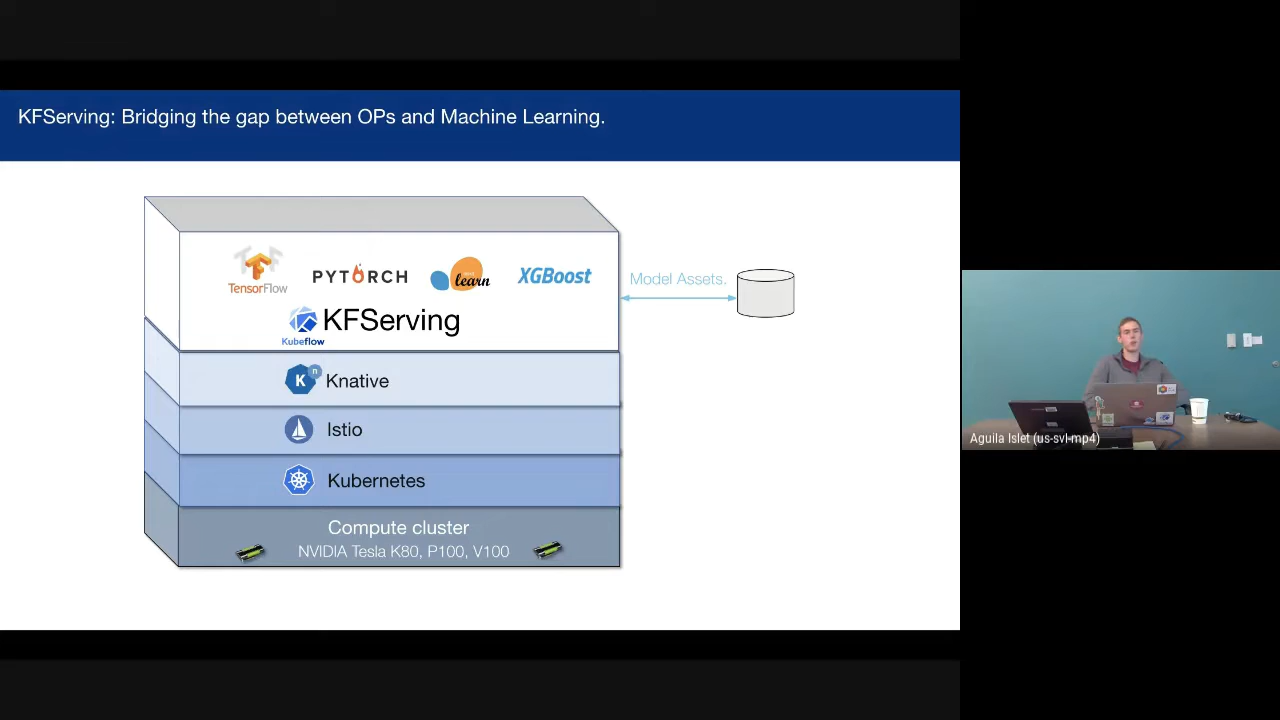 KFServing: Bridging the gap between OPs and Machine Learning.
TensorFlow
PYTORCH
learn
XGBoost
Model Assets.
KFServing
Kubeflow
K n Knative
Istio
Kubernetes
Compute cluster
NVIDIA Tesla K80, P100, V100
Aguila Islet (us-svl-mp4)